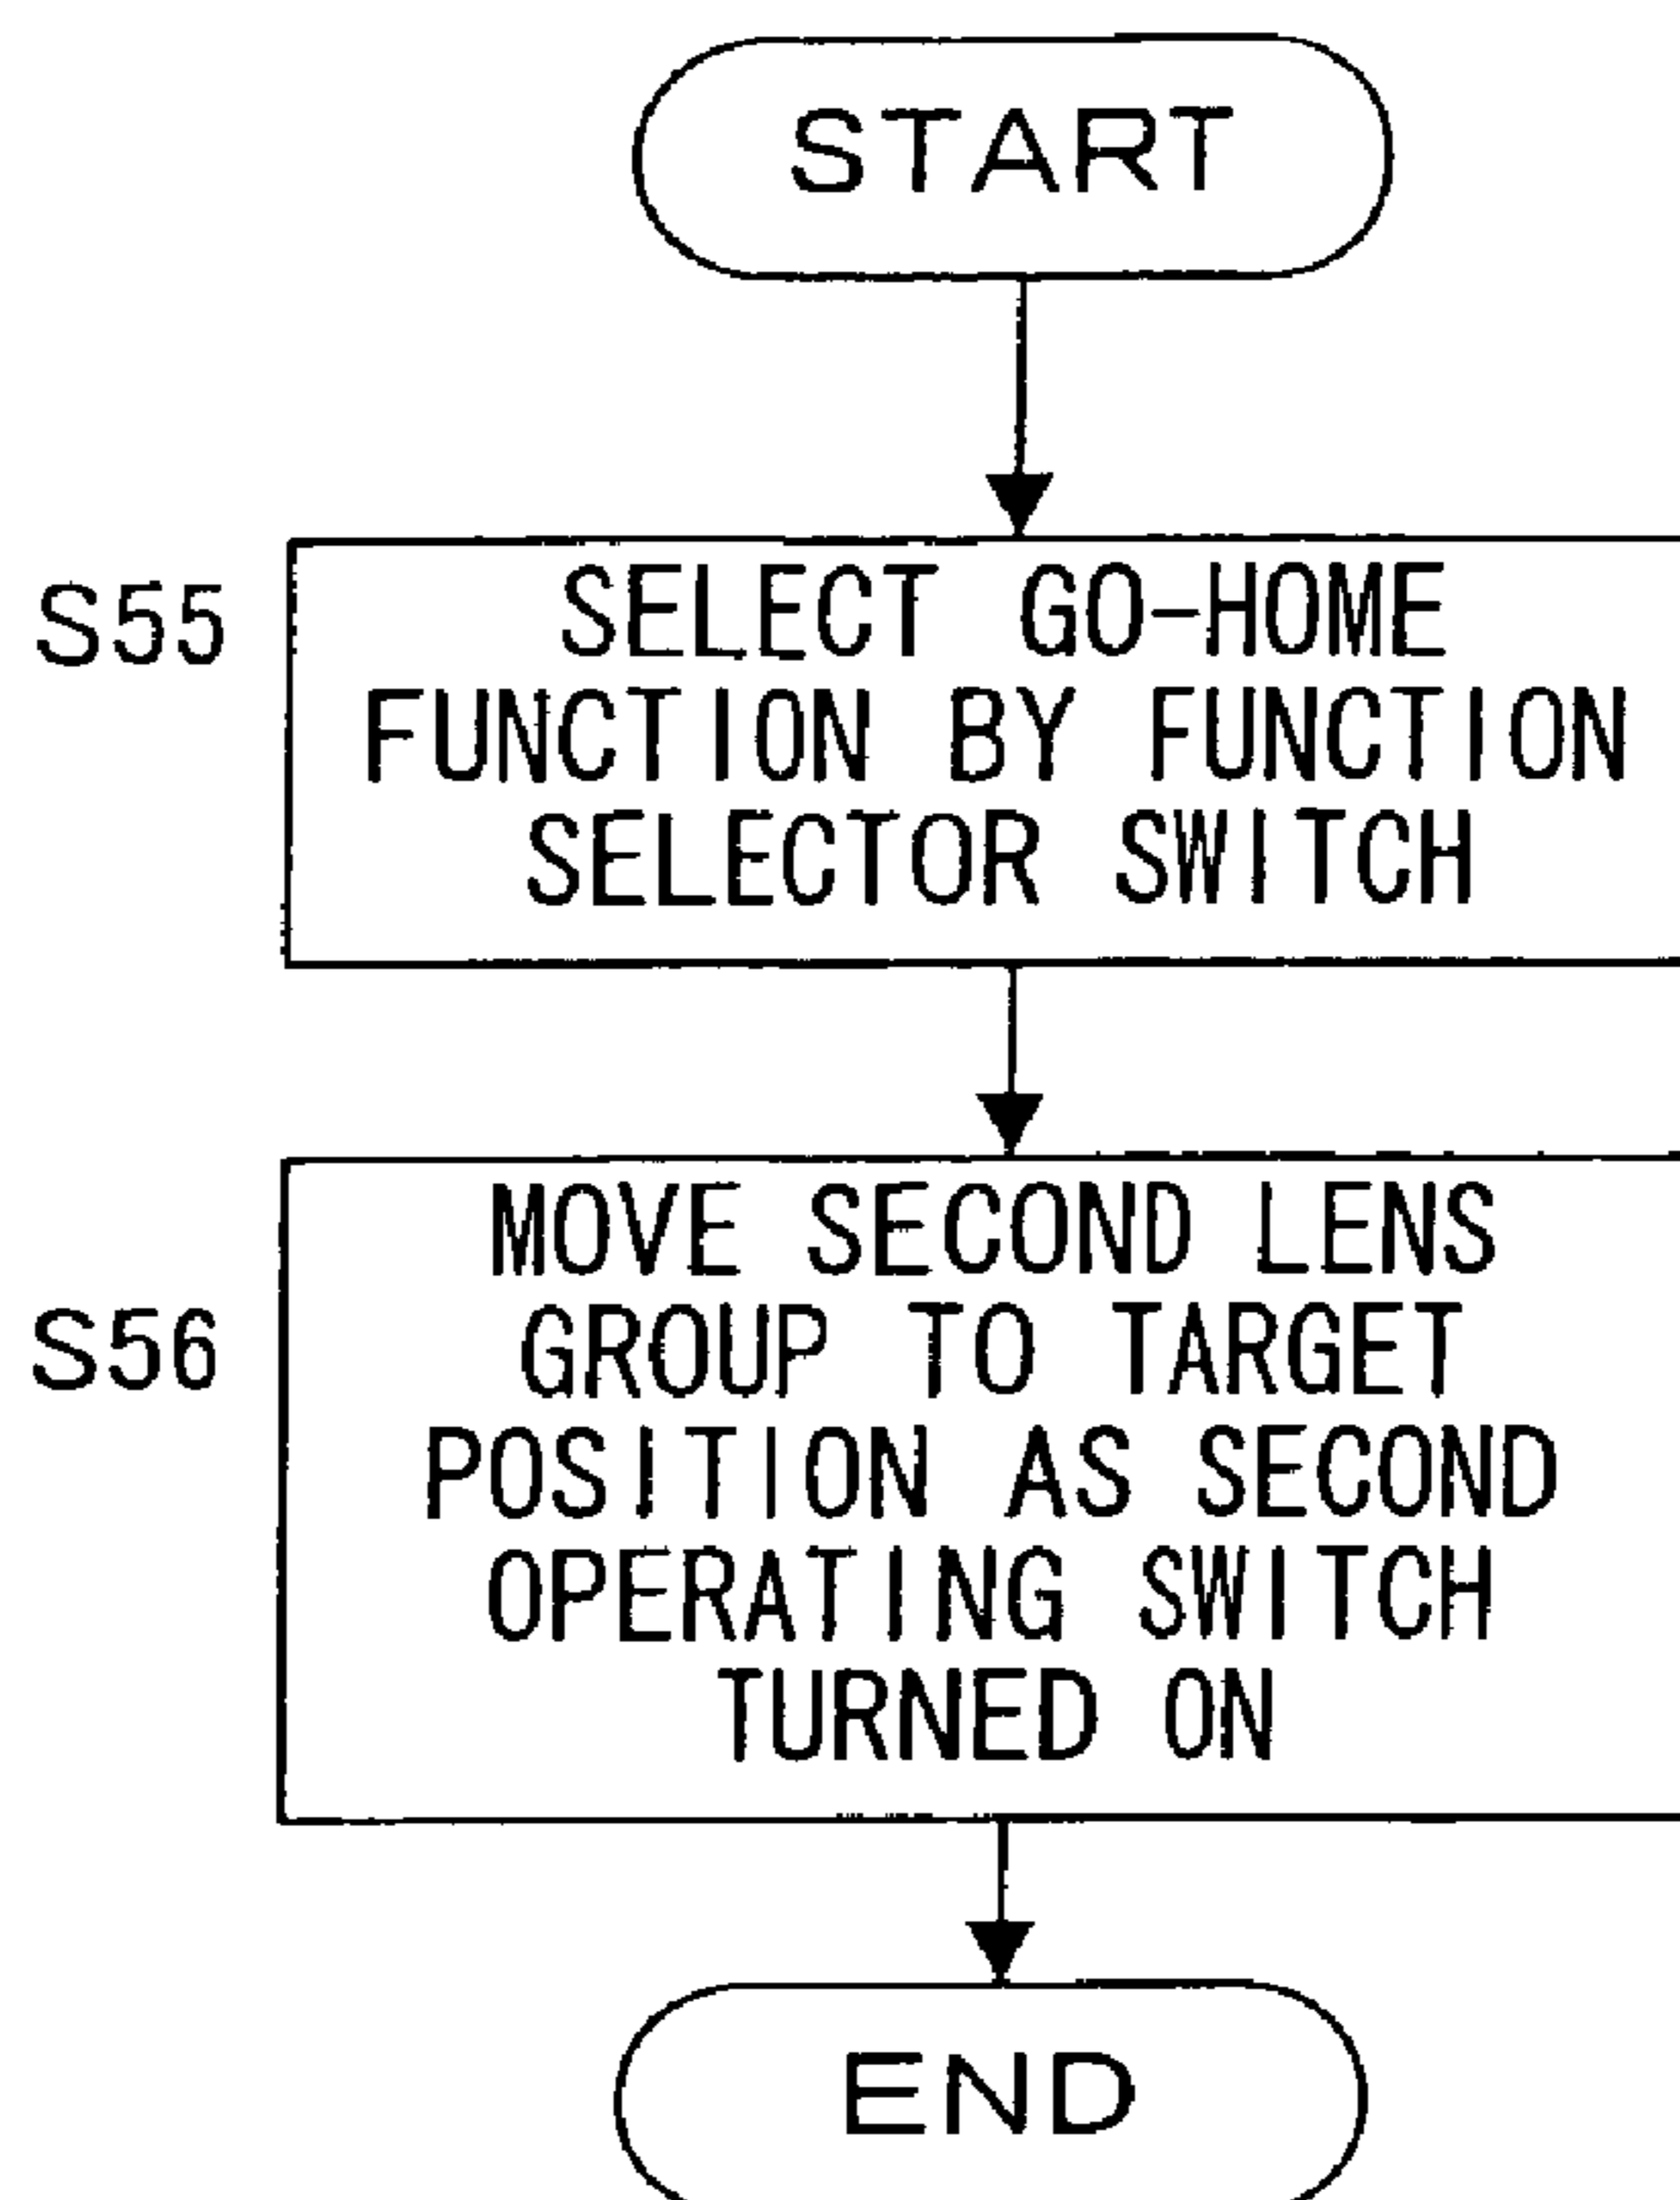 START
S55
SELECT GO-HOME
FUNCTION BY FUNCTION
SELECTOR SWITCH
S56
MOVE SECOND LENS
GROUP TO TARGET
POSITION AS SECOND
OPERATING SWITCH
TURNED ON
END